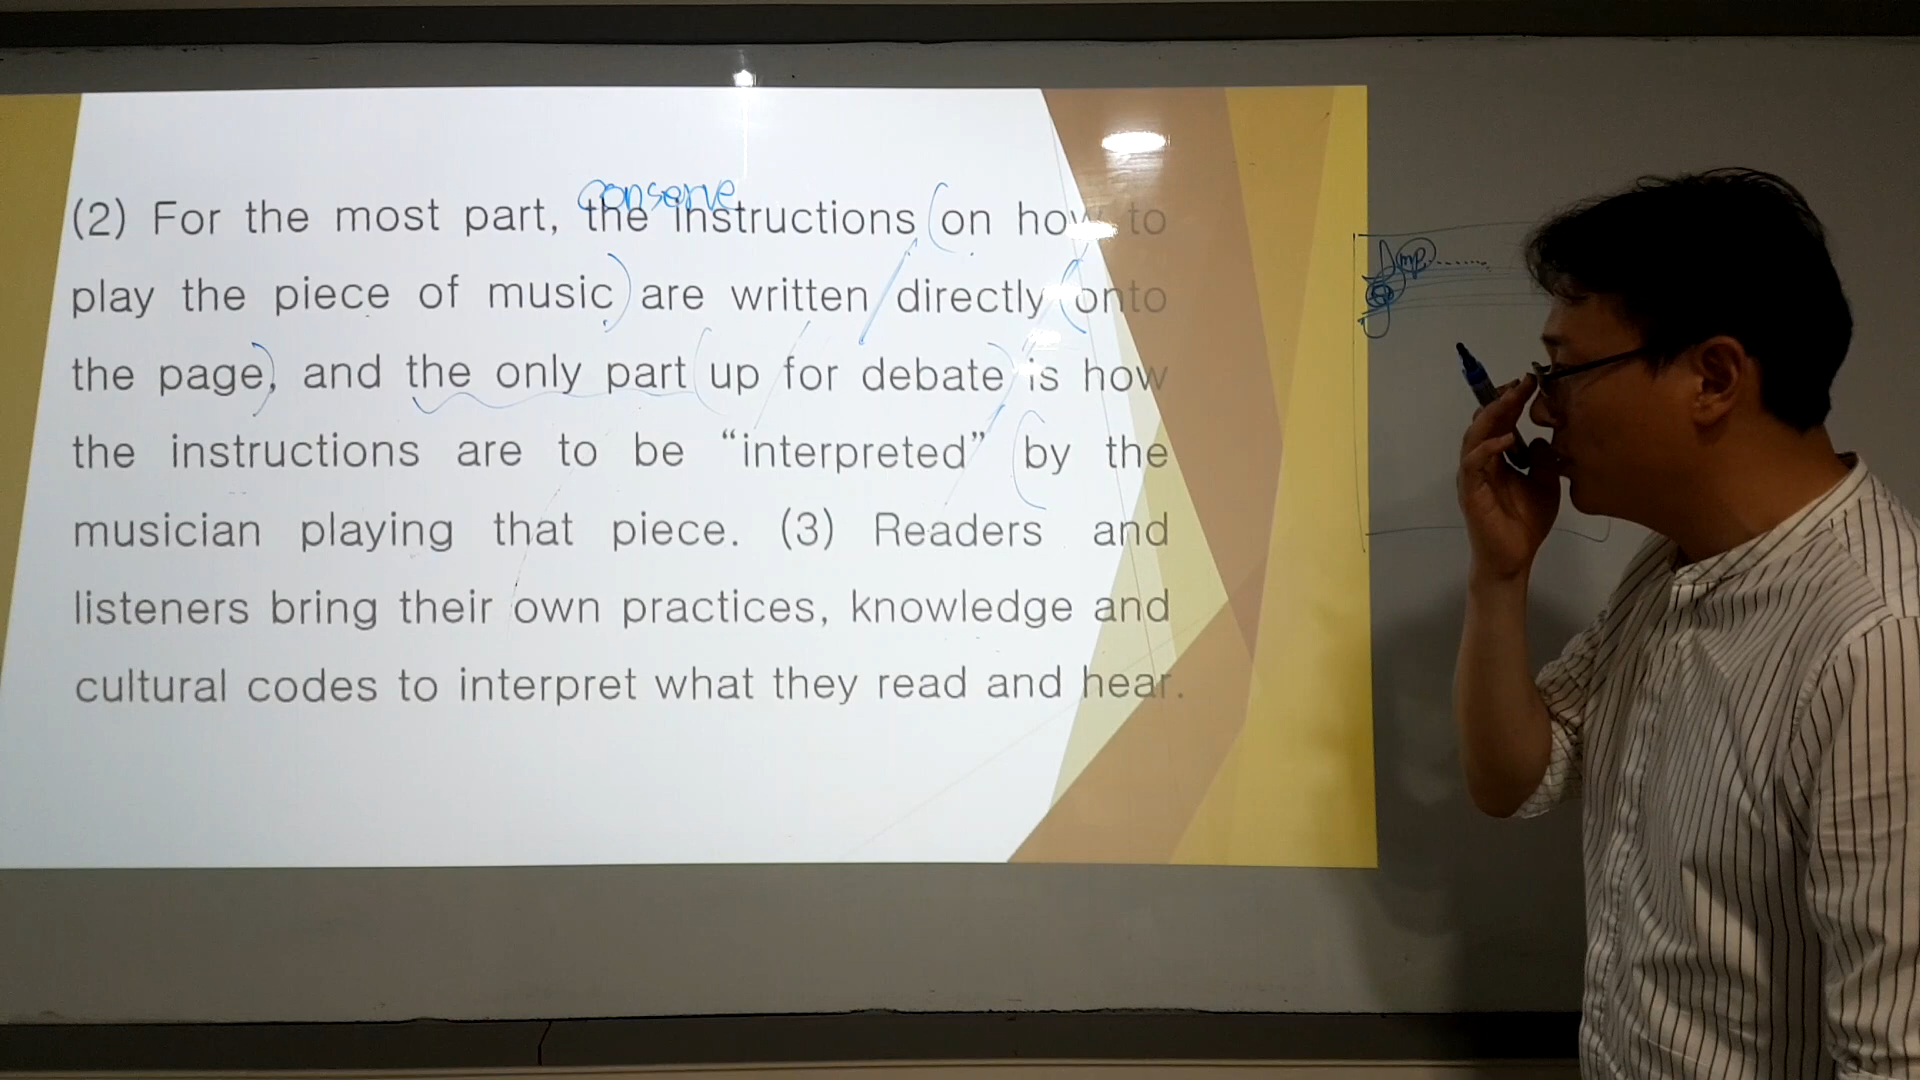 conserve
(2) For the most part, the instructions on how to
play the piece of music are written directly onto
the page, and the only part up for debate is how
the instructions are to be “interpreted” by the
musician playing that piece. (3) Readers and
listeners bring their own practices, knowledge and
cultural codes to interpret what they read and hear.